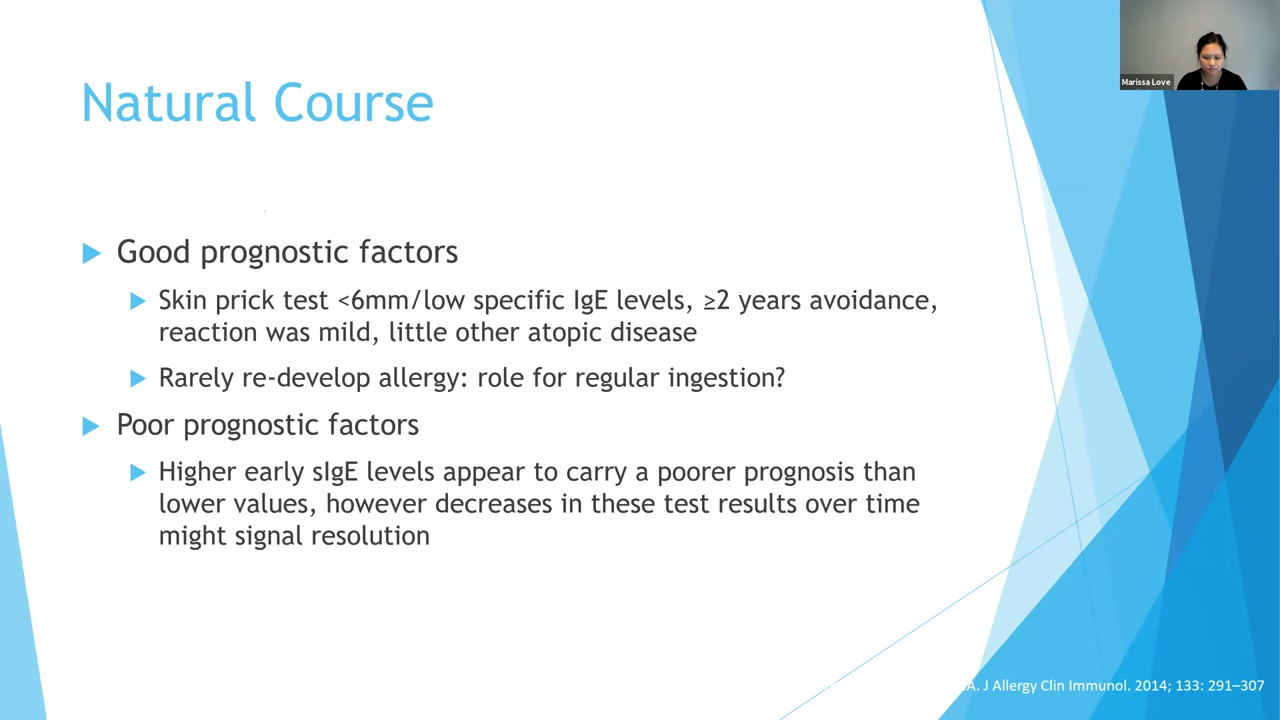 Marissa Love
Natural Course
Good prognostic factors
Skin prick test <6mm/low specific IgE levels, ≥2 years avoidance,
reaction was mild, little other atopic disease
Rarely re-develop allergy: role for regular ingestion?
Poor prognostic factors
Higher early sIgE levels appear to carry a poorer prognosis than
lower values, however decreases in these test results over time
might signal resolution
A. J Allergy Clin Immunol. 2014; 133: 291–307